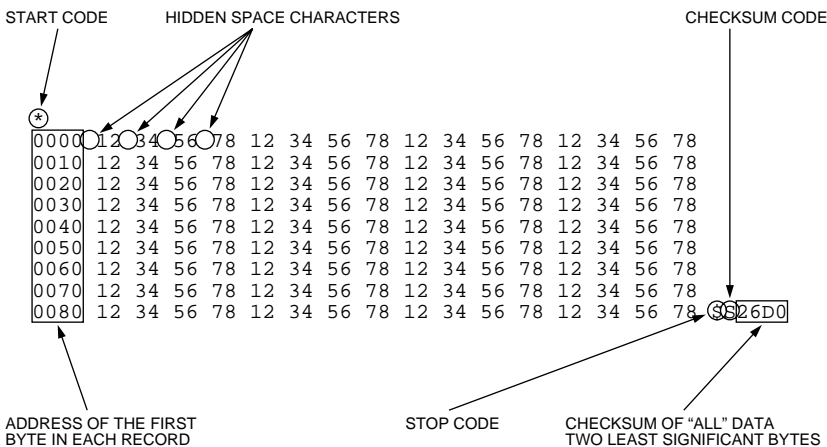 START CODE HIDDEN SPACE CHARACTERS CHECKSUM CODE
*
0000 12 34 56 78 12 34 56 78 12 34 56 78 12 34 56 78
0010 12 34 56 78 12 34 56 78 12 34 56 78 12 34 56 78
0020 12 34 56 78 12 34 56 78 12 34 56 78 12 34 56 78
0030 12 34 56 78 12 34 56 78 12 34 56 78 12 34 56 78
0040 12 34 56 78 12 34 56 78 12 34 56 78 12 34 56 78
0050 12 34 56 78 12 34 56 78 12 34 56 78 12 34 56 78
0060 12 34 56 78 12 34 56 78 12 34 56 78 12 34 56 78
0070 12 34 56 78 12 34 56 78 12 34 56 78 12 34 56 78
0080 12 34 56 78 12 34 56 78 12 34 56 78 12 34 56 78 $S26D0
ADDRESS OF THE FIRST
BYTE IN EACH RECORD
STOP CODE
CHECKSUM OF “ALL” DATA
TWO LEAST SIGNIFICANT BYTES